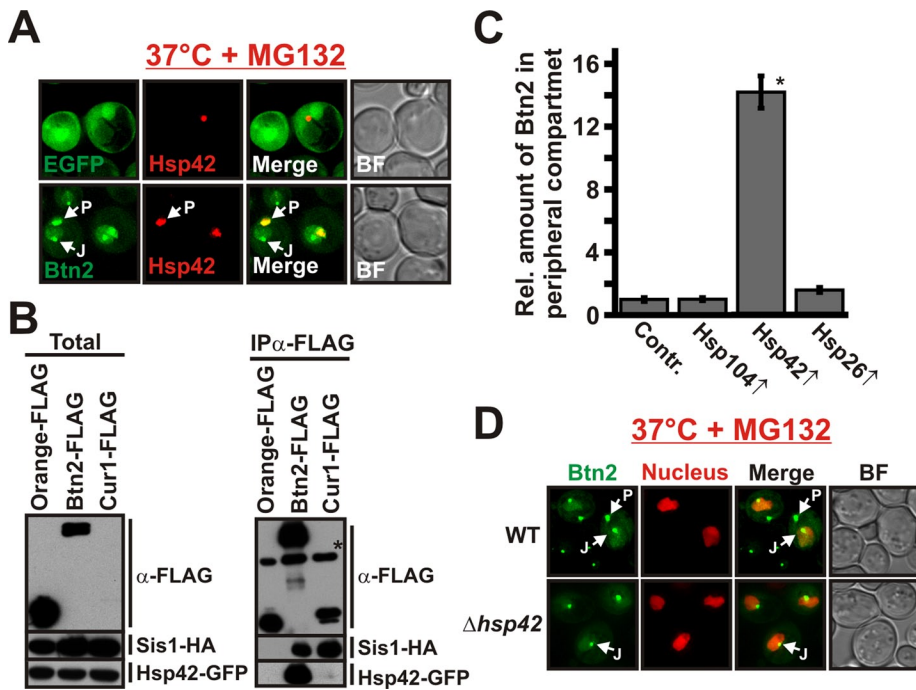 A
37°C + MG132
EGFP
Hsp42
Merge
BF
P
P
J
J
Btn2
Hsp42
Merge
BF
B
Total
IPα-FLAG
Orange-FLAG
Btn2-FLAG
Cur1-FLAG
Orange-FLAG
Btn2-FLAG
Cur1-FLAG
*
α-FLAG
α-FLAG
Sis1-HA
Sis1-HA
Hsp42-GFP
Hsp42-GFP
C
Rel. amount of Btn2 in
peripheral compartmet
16
12
8
4
0
*
Contr.
Hsp104↑
Hsp42↑
Hsp26↑
D
37°C + MG132
Btn2
Nucleus
Merge
BF
WT
P
J
P
J
Δhsp42
J
J